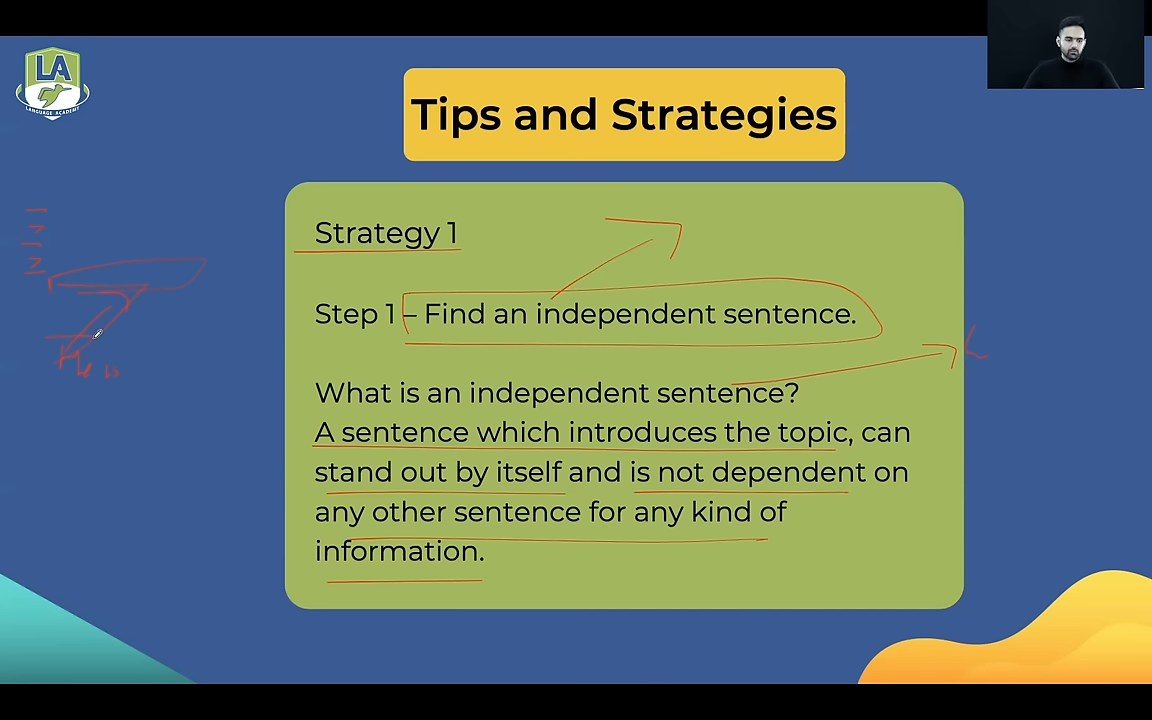 LA
LANGUAGE ACADEMY
Tips and Strategies
Strategy 1
Step 1 – Find an independent sentence.
What is an independent sentence?
A sentence which introduces the topic, can
stand out by itself and is not dependent on
any other sentence for any kind of
information.